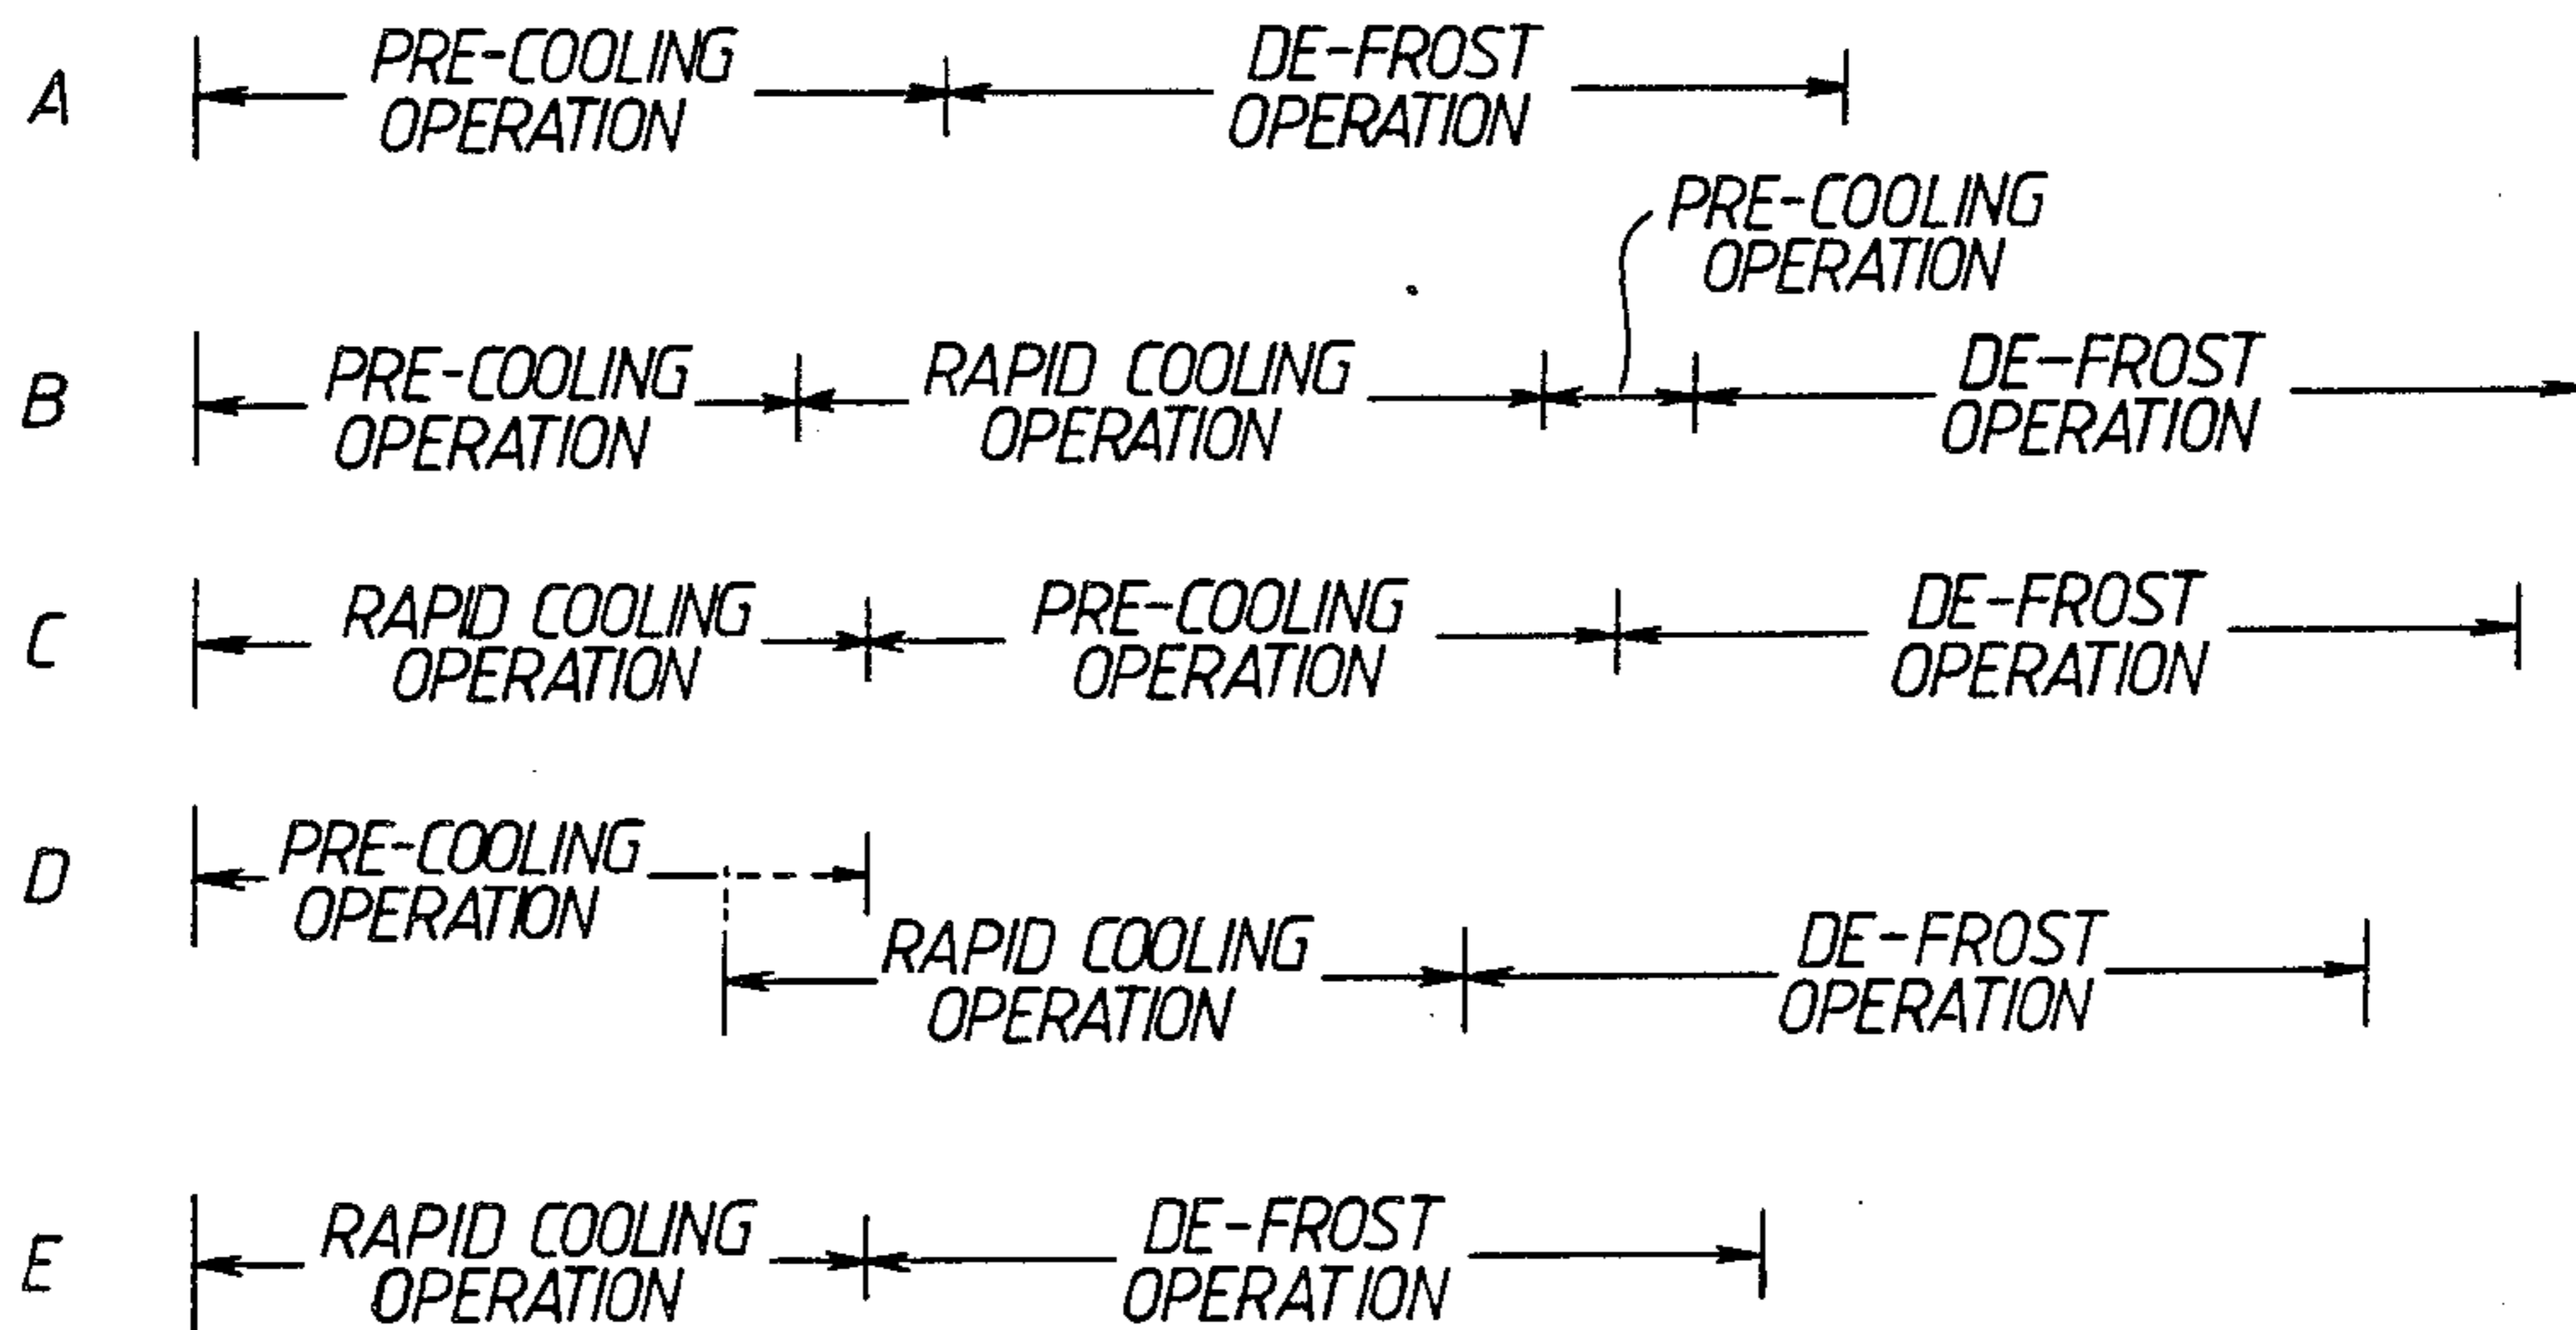 A
PRE-COOLING
OPERATION
DE-FROST
OPERATION
PRE-COOLING
OPERATION
B
PRE-COOLING
OPERATION
RAPID COOLING
OPERATION
DE-FROST
OPERATION
C
RAPID COOLING
OPERATION
PRE-COOLING
OPERATION
DE-FROST
OPERATION
D
PRE-COOLING
OPERATION
RAPID COOLING
OPERATION
DE-FROST
OPERATION
E
RAPID COOLING
OPERATION
DE-FROST
OPERATION